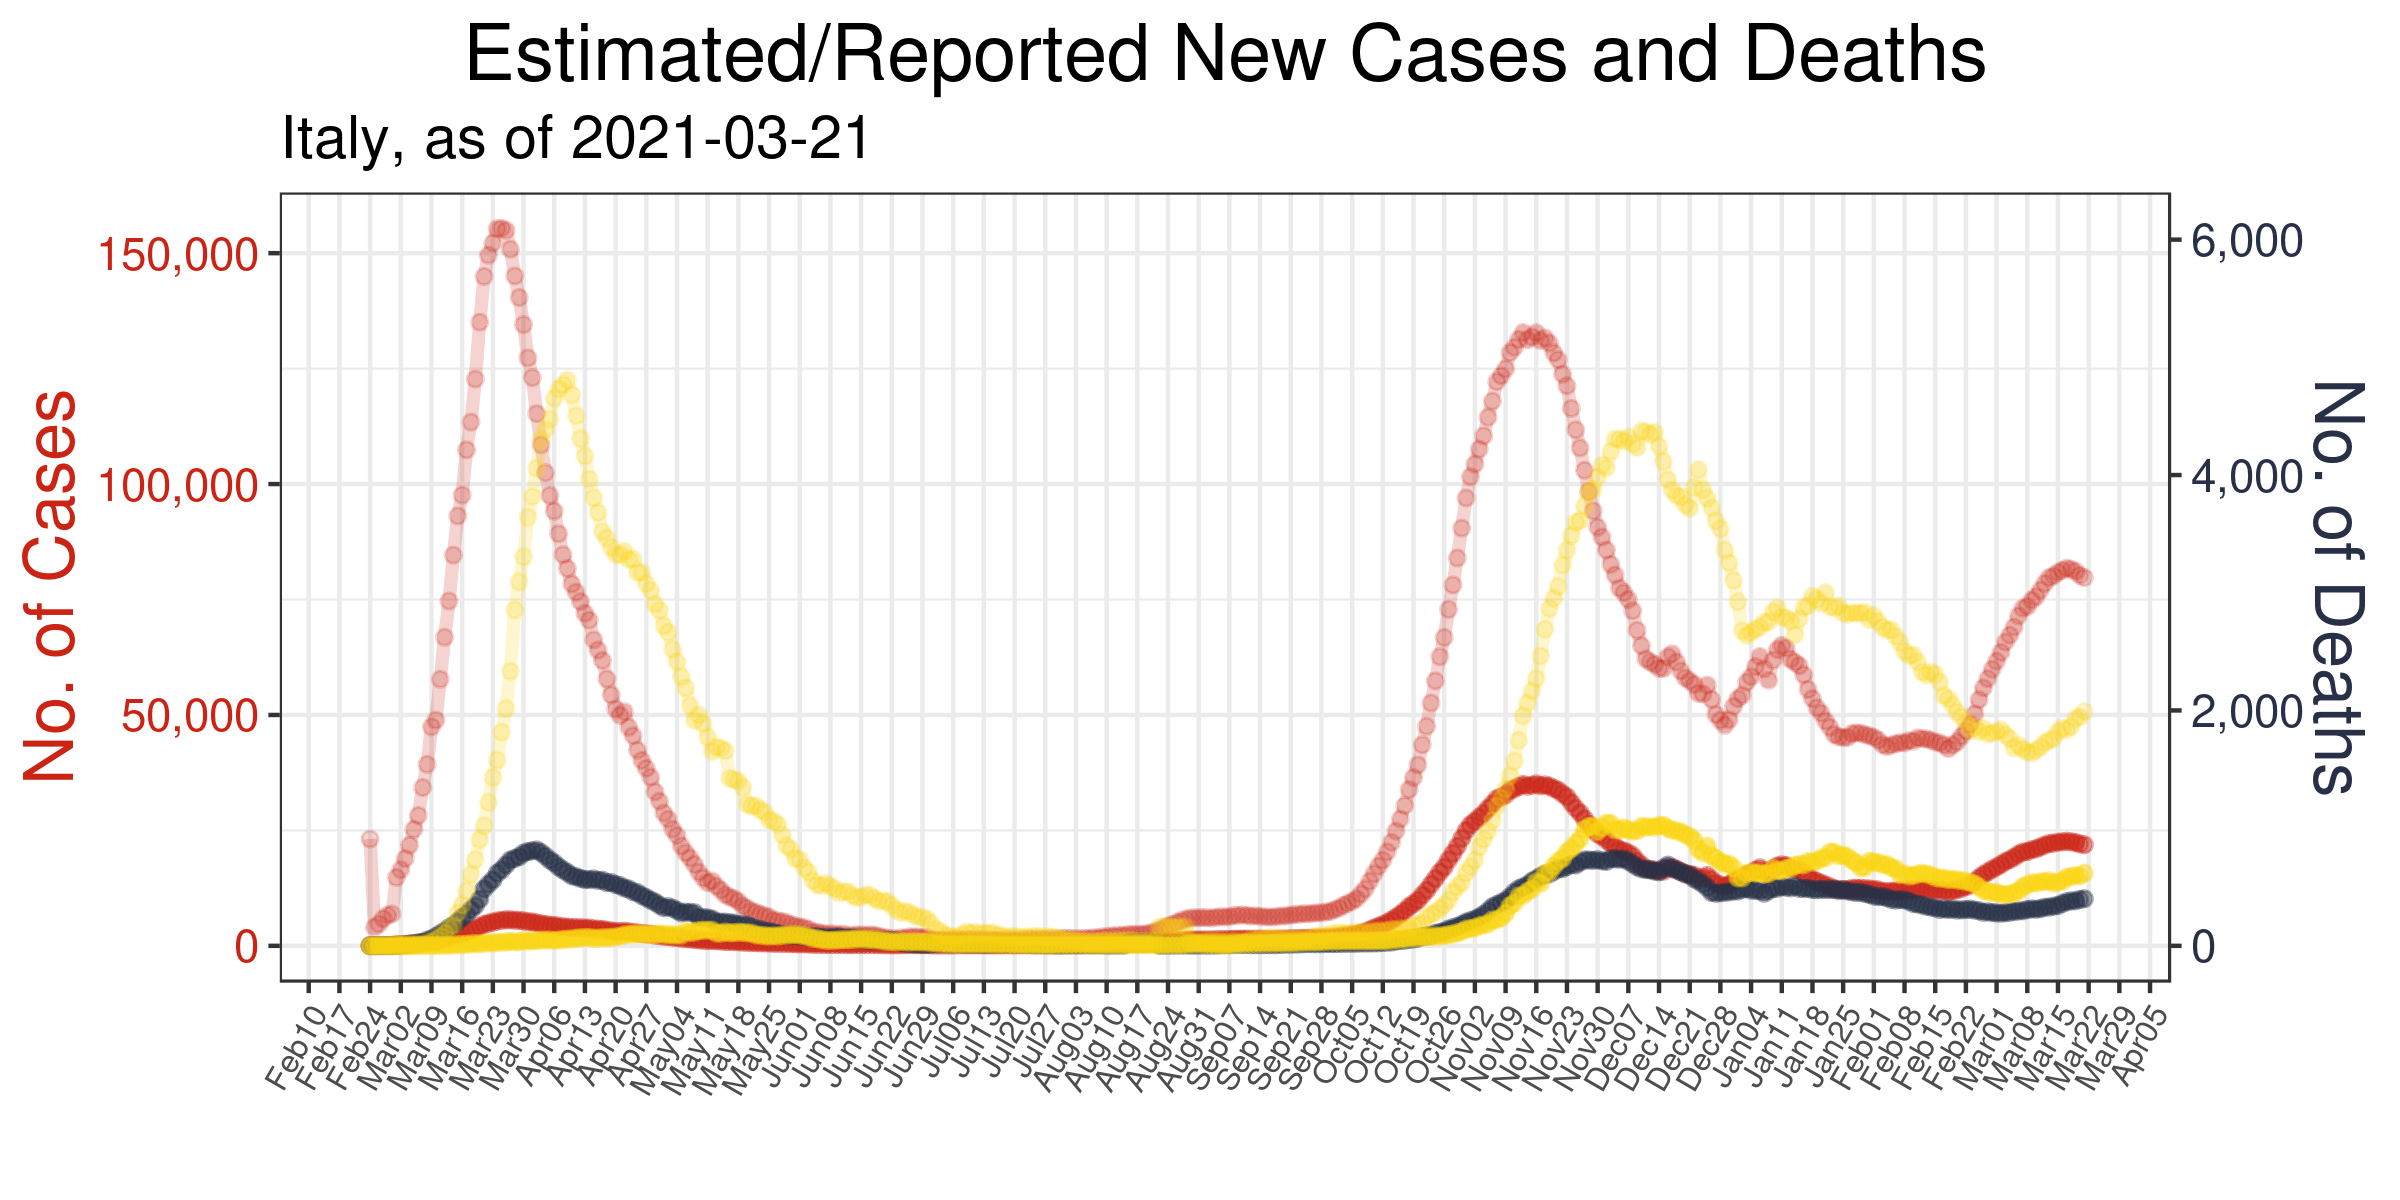 Estimated/Reported New Cases and Deaths
Italy, as of 2021-03-21
No. of Cases
150,000
100,000
50,000
0
6,000
4,000
2,000
0
No. of Deaths
Feb10
Feb17
Feb24
Mar02
Mar09
Mar16
Mar23
Mar30
Apr06
Apr13
Apr20
Apr27
May04
May11
May18
May25
Jun01
Jun08
Jun15
Jun22
Jun29
Jul06
Jul13
Jul20
Jul27
Aug03
Aug10
Aug17
Aug24
Aug31
Sep07
Sep14
Sep21
Sep28
Oct05
Oct12
Oct19
Oct26
Nov02
Nov09
Nov16
Nov23
Nov30
Dec07
Dec14
Dec21
Dec28
Jan04
Jan11
Jan18
Jan25
Feb01
Feb08
Feb15
Feb22
Mar01
Mar08
Mar15
Mar22
Mar29
Apr05